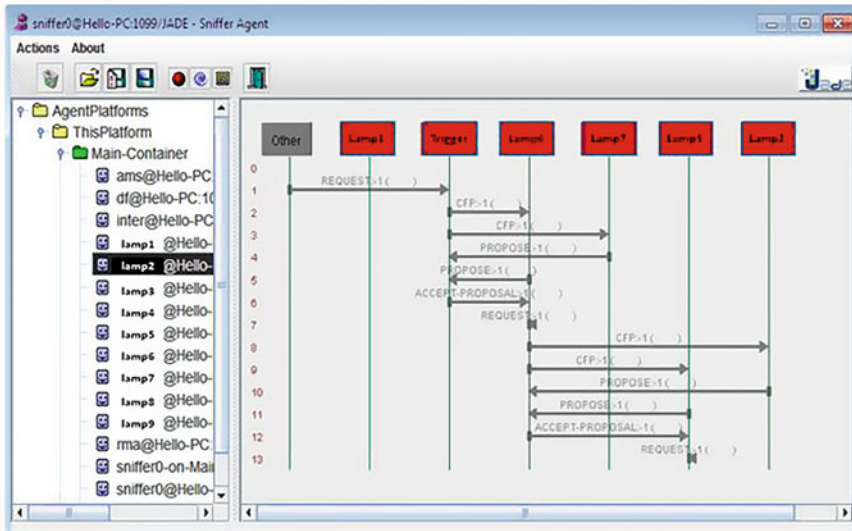 sniffer0@Hello-PC:1099/JADE - Sniffer Agent
Actions About
Jade
AgentPlatforms
ThisPlatform
Main-Container
ams@Hello-PC:
df@Hello-PC:10
inter@Hello-PC
lamp1 @Hello-
lamp2 @Hello-
lamp3 @Hello-
lamp4 @Hello-
lamp5 @Hello-
lamp6 @Hello-
lamp7 @Hello-
lamp8 @Hello-
lamp9 @Hello-
rma@Hello-PC:
sniffer0-on-Mai
sniffer0@Hello-
Other Lamp1 Trigger Lamp6 Lamp7 Lamp2
0
REQUEST:-1( )
1
CFP:-1( )
2
CFP:-1( )
3
PROPOSE:-1( )
4
PROPOSE:-1( )
5
ACCEPT-PROPOSAL:-1( )
6
REQUEST:-1( )
7
CFP:-1( )
8
CFP:-1( )
9
PROPOSE:-1( )
10
PROPOSE:-1( )
11
ACCEPT-PROPOSAL:-1( )
12
REQUEST:-1( )
13